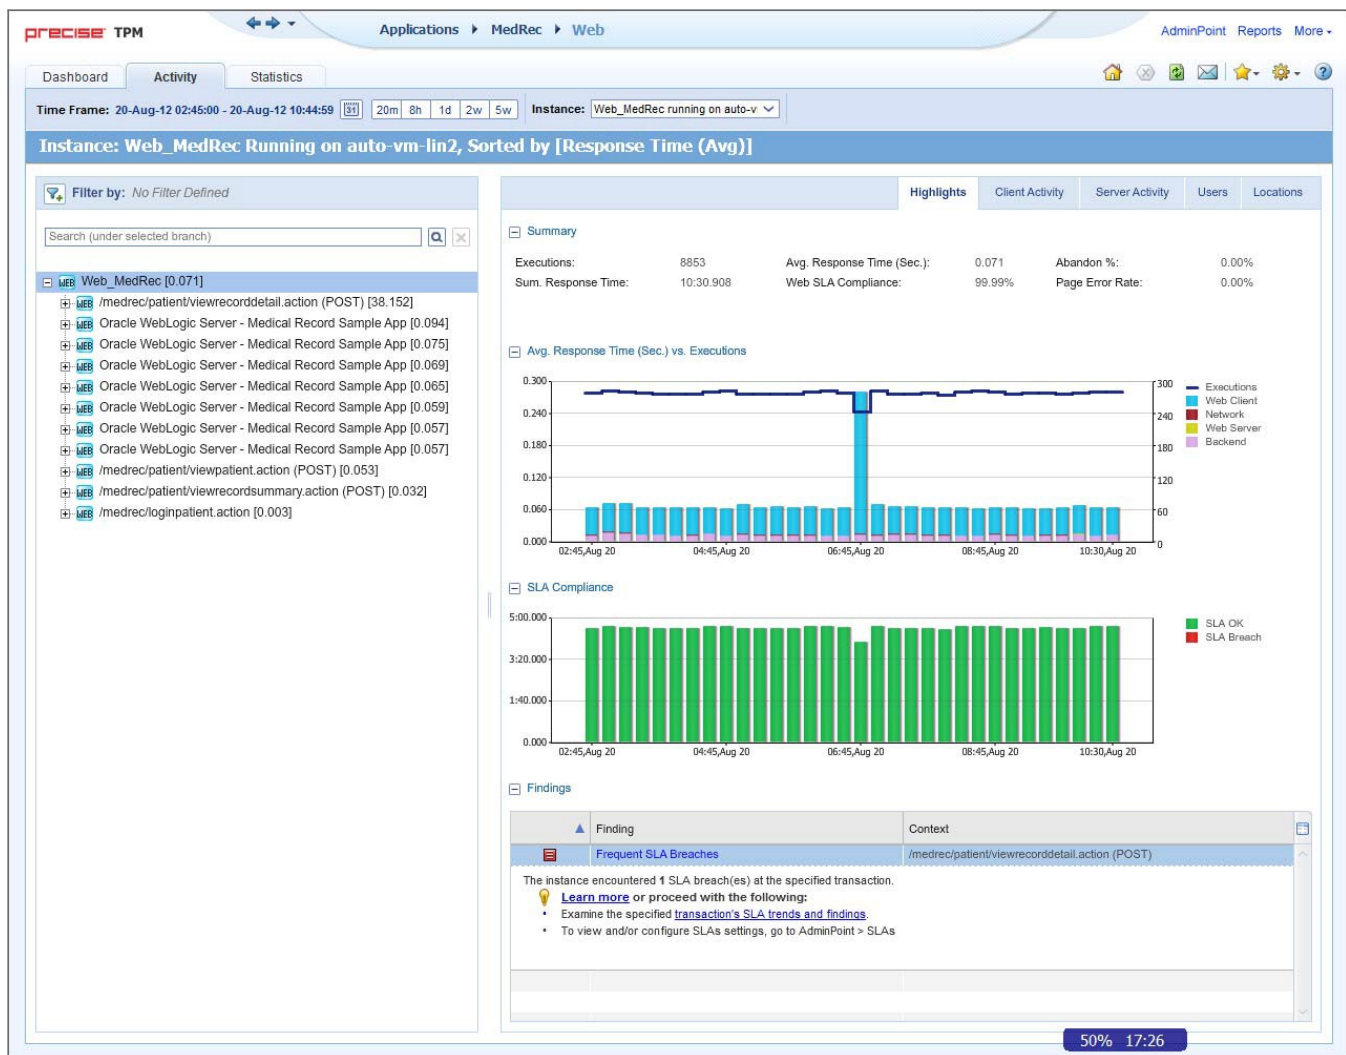 precise TPM
Applications MedRec Web
AdminPoint Reports More
Dashboard Activity Statistics
Time Frame: 20-Aug-12 02:45:00 - 20-Aug-12 10:44:59 31 20m 8h 1d 2w 5w Instance: Web_MedRec running on auto-v
Instance: Web_MedRec Running on auto-vm-lin2, Sorted by [Response Time (Avg)]
Filter by: No Filter Defined
Search (under selected branch)
WEB Web_MedRec [0.071]
WEB /medrec/patient/viewrecorddetail.action (POST) [38.152]
WEB Oracle WebLogic Server - Medical Record Sample App [0.094]
WEB Oracle WebLogic Server - Medical Record Sample App [0.075]
WEB Oracle WebLogic Server - Medical Record Sample App [0.069]
WEB Oracle WebLogic Server - Medical Record Sample App [0.065]
WEB Oracle WebLogic Server - Medical Record Sample App [0.059]
WEB Oracle WebLogic Server - Medical Record Sample App [0.057]
WEB Oracle WebLogic Server - Medical Record Sample App [0.057]
WEB /medrec/patient/viewpatient.action (POST) [0.053]
WEB /medrec/patient/viewrecordsummary.action (POST) [0.032]
WEB /medrec/loginpatient.action [0.003]
Highlights Client Activity Server Activity Users Locations
Summary
Executions: 8853 Avg. Response Time (Sec.): 0.071 Abandon %: 0.00%
Sum. Response Time: 10:30.908 Web SLA Compliance: 99.99% Page Error Rate: 0.00%
Avg. Response Time (Sec.) vs. Executions
0.300 300
0.240 240
0.180 180
0.120 120
0.060 60
0.000 0
02:45,Aug 20 04:45,Aug 20 06:45,Aug 20 08:45,Aug 20 10:30,Aug 20
Executions
Web Client
Network
Web Server
Backend
SLA Compliance
5:00.000
3:20.000
1:40.000
0.000
02:45,Aug 20 04:45,Aug 20 06:45,Aug 20 08:45,Aug 20 10:30,Aug 20
SLA OK
SLA Breach
Findings
Finding Context
Frequent SLA Breaches /medrec/patient/viewrecorddetail.action (POST)
The instance encountered 1 SLA breach(es) at the specified transaction.
Learn more or proceed with the following:
• Examine the specified transaction's SLA trends and findings.
• To view and/or configure SLAs settings, go to AdminPoint > SLAs
50% 17:26